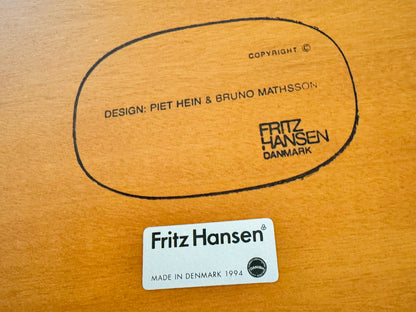 COPYRIGHT ©
DESIGN: PIET HEIN & BRUNO MATHSSON
FRITZ
HANSEN
DANMARK
Fritz Hansen
MADE IN DENMARK 1994